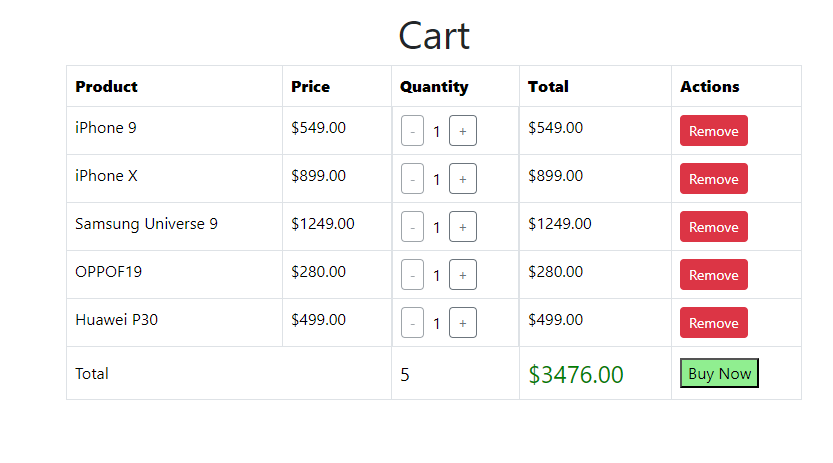 Cart
Product Price Quantity Total Actions
iPhone 9 $549.00 - 1 + $549.00 Remove
iPhone X $899.00 - 1 + $899.00 Remove
Samsung Universe 9 $1249.00 - 1 + $1249.00 Remove
OPPOF19 $280.00 - 1 + $280.00 Remove
Huawei P30 $499.00 - 1 + $499.00 Remove
Total 5 $3476.00 Buy Now